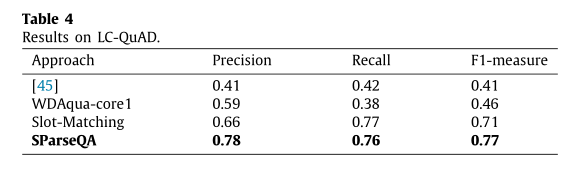 Table 4
Results on LC-QuAD.
Approach Precision Recall F1-measure
[45] 0.41 0.42 0.41
WDAqua-core1 0.59 0.38 0.46
Slot-Matching 0.66 0.77 0.71
SParseQA 0.78 0.76 0.77